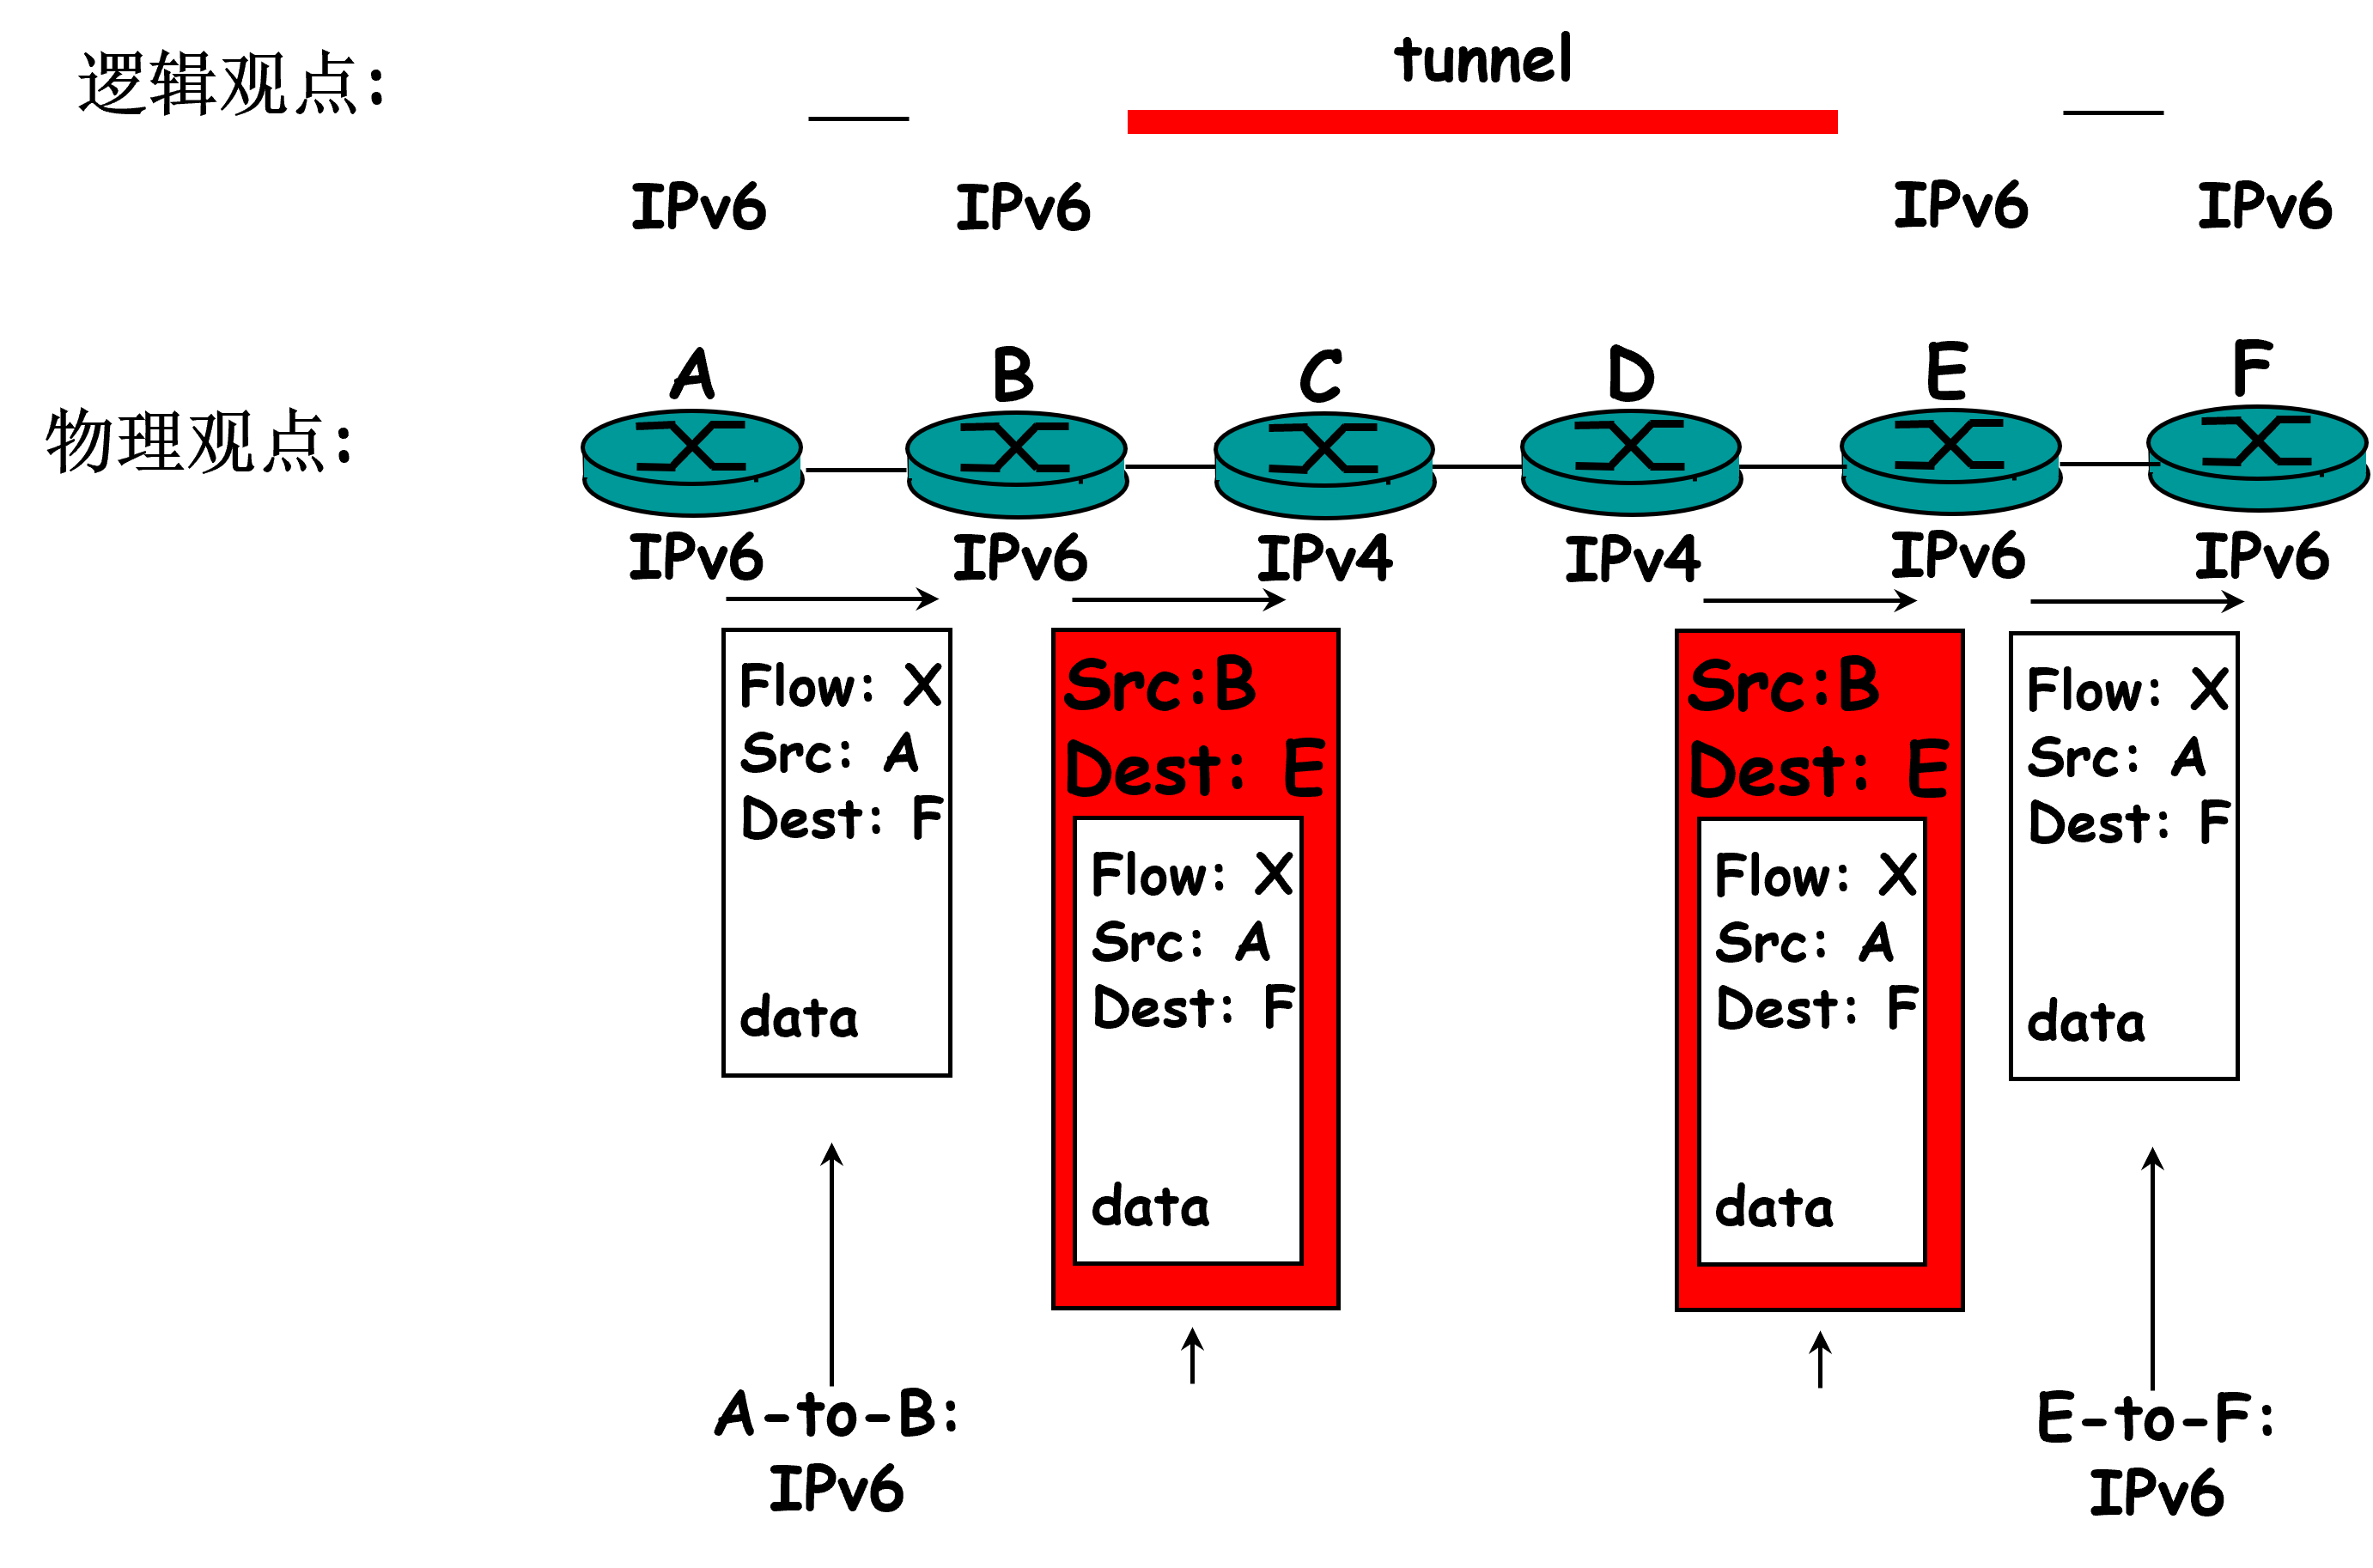 逻辑观点:
tunnel
IPv6 IPv6 IPv6 IPv6
A B C D E F
物理观点:
IPv6 IPv6 IPv4 IPv4 IPv6 IPv6
Flow: X
Src: A
Dest: F
data
Src:B
Dest: E
Flow: X
Src: A
Dest: F
data
Src:B
Dest: E
Flow: X
Src: A
Dest: F
data
Flow: X
Src: A
Dest: F
data
A-to-B:
IPv6
E-to-F:
IPv6